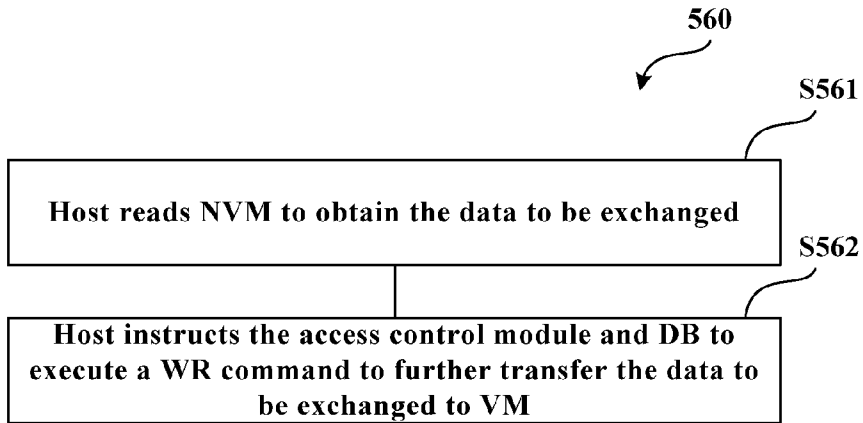 560
S561
Host reads NVM to obtain the data to be exchanged
S562
Host instructs the access control module and DB to
execute a WR command to further transfer the data to
be exchanged to VM